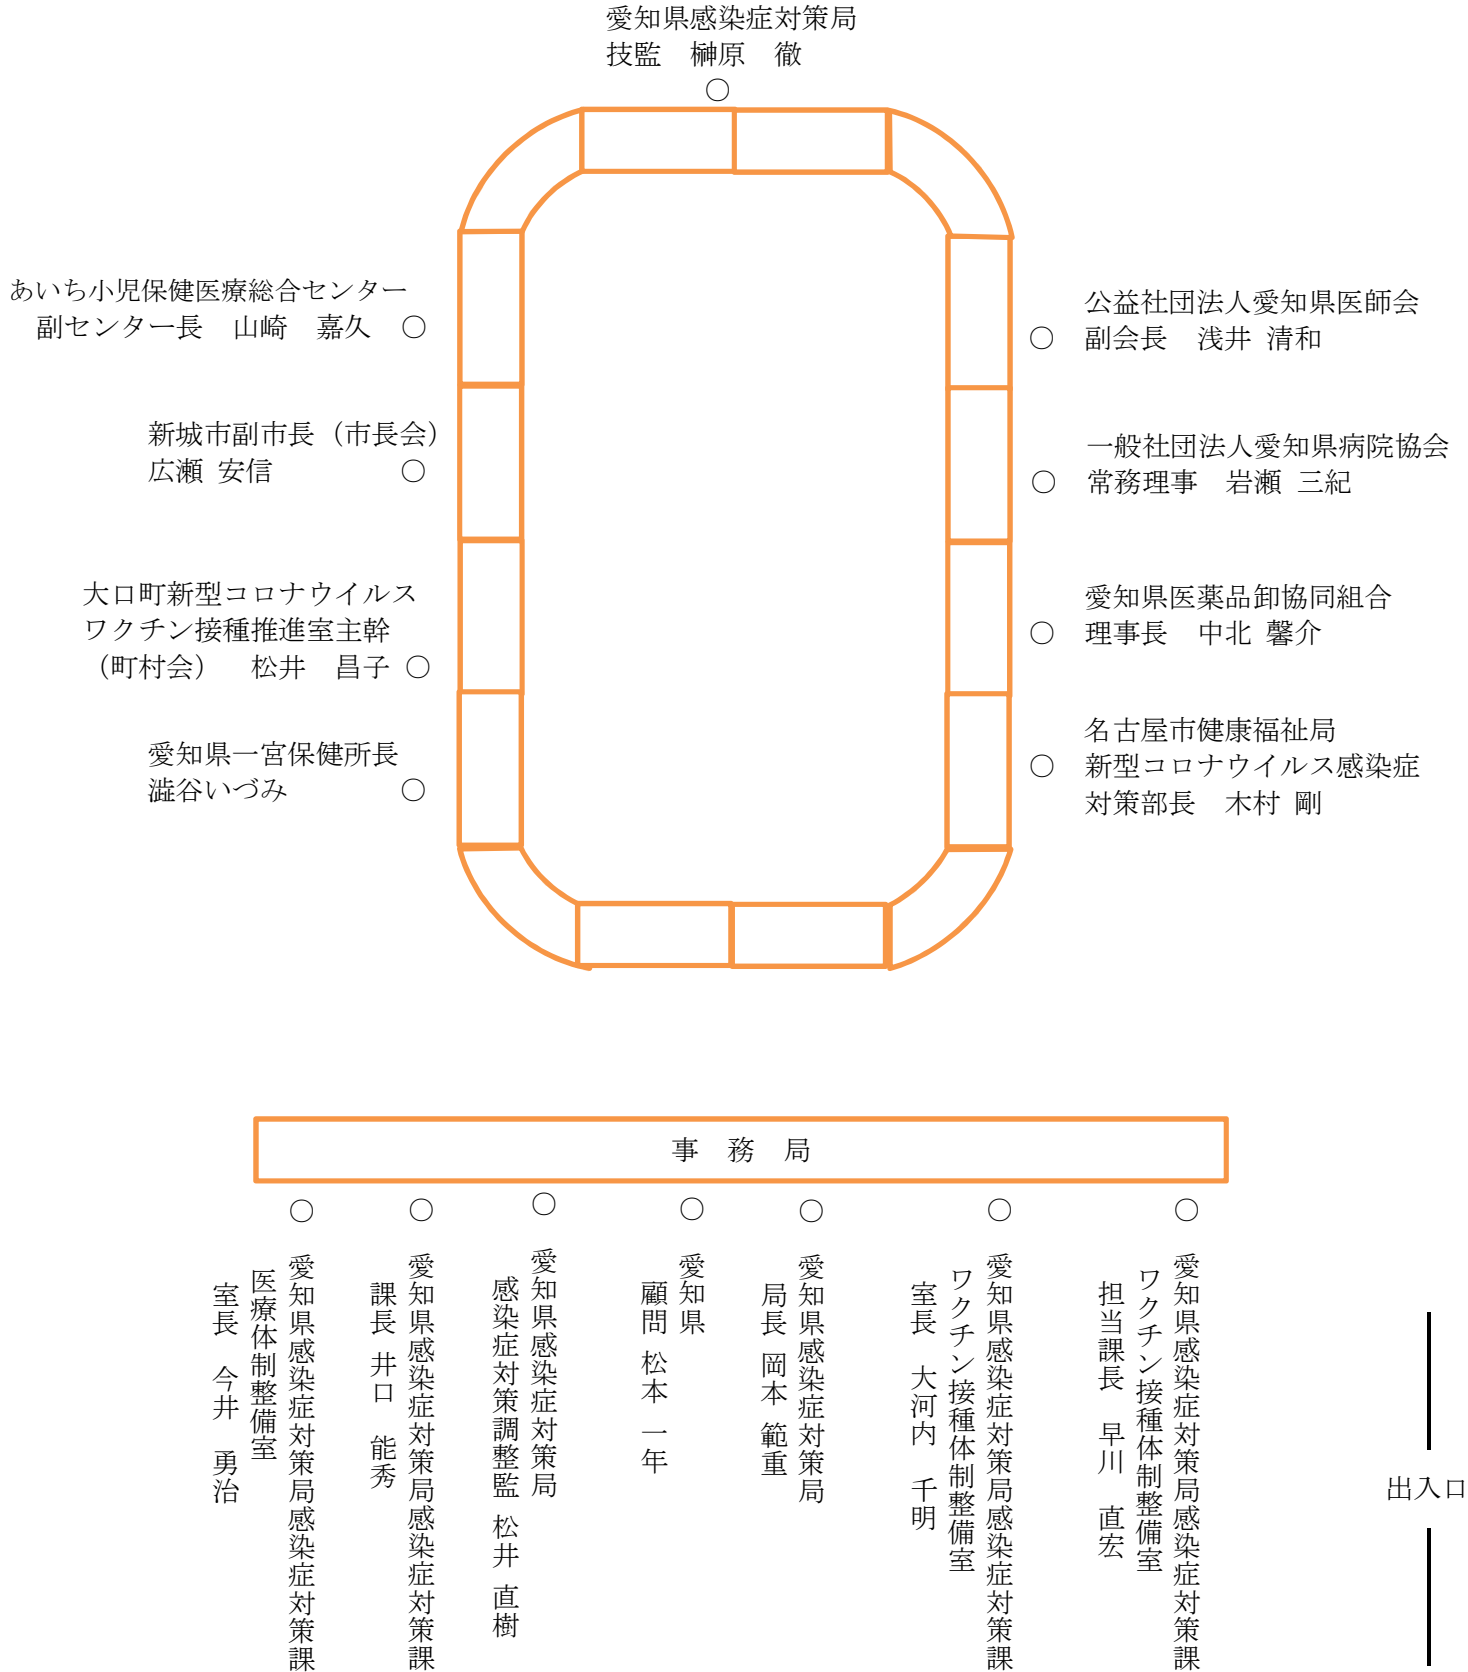 愛知県感染症対策局
技監　榊原　徹
○
あいち小児保健医療総合センター
副センター長　山崎　嘉久　○
新城市副市長（市長会）
広瀬 安信　○
大口町新型コロナウイルス
ワクチン接種推進室主幹
（町村会）　松井　昌子 ○
愛知県一宮保健所長
澁谷いづみ　○
公益社団法人愛知県医師会
○　副会長　浅井 清和
一般社団法人愛知県病院協会
○　常務理事　岩瀬 三紀
愛知県医薬品卸協同組合
○　理事長　中北 馨介
名古屋市健康福祉局
○　新型コロナウイルス感染症
対策部長　木村 剛
事　務　局
○　愛知県感染症対策局感染症対策課
ワクチン接種体制整備室
担当課長　早川　直宏
○　愛知県感染症対策局感染症対策課
ワクチン接種体制整備室
室長　大河内　千明
○　愛知県感染症対策局
局長 岡本 範重
○　愛知県
顧問 松本 一年
○　愛知県感染症対策局
感染症対策調整監 松井 直樹
○　愛知県感染症対策局感染症対策課
課長 井口　能秀
○　愛知県感染症対策局感染症対策課
医療体制整備室
室長　今井　勇治
出入口